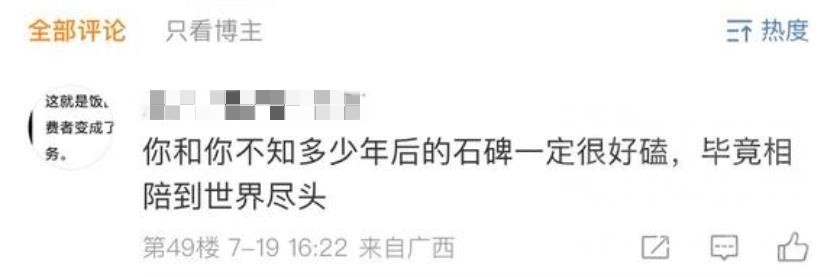 全部评论 只看博主 热度
这就是饭、
费者变成了
务。
你和你不知多少年后的石碑一定很好磕，毕竟相
陪到世界尽头
第49楼 7-19 16:22 来自广西